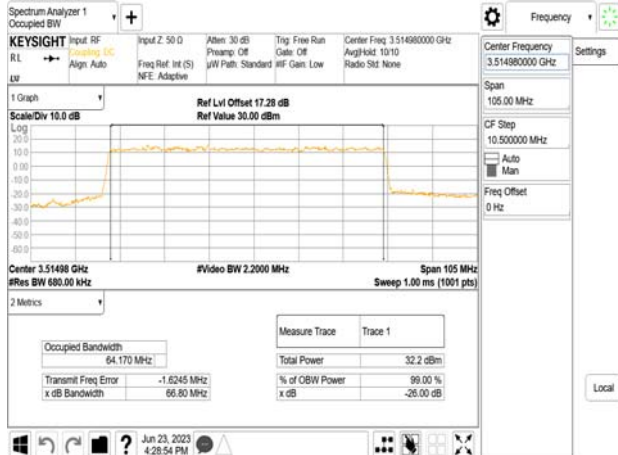 Spectrum Analyzer 1
Occupied BW
Frequency
KEYSIGHT
RL
Input: RF
Coupling: DC
Align: Auto
Input Z: 50 Ω
Freq Ref: Int (S)
NFE: Adaptive
Atten: 30 dB
Preamp: Off
µW Path: Standard
Trig: Free Run
Gate: Off
#IF Gain: Low
Center Freq: 3.514980000 GHz
Avg|Hold: 10/10
Radio Std: None
1 Graph
Scale/Div 10.0 dB
Ref Lvl Offset 17.28 dB
Ref Value 30.00 dBm
Log
20.0
10.0
0.00
-10.0
-20.0
-30.0
-40.0
-50.0
-60.0
Center 3.51498 GHz
#Res BW 680.00 kHz
#Video BW 2.2000 MHz
Span 105 MHz
Sweep 1.00 ms (1001 pts)
2 Metrics
Measure Trace Trace 1
Occupied Bandwidth
64.170 MHz
Total Power 32.2 dBm
Transmit Freq Error -1.6245 MHz
% of OBW Power 99.00 %
x dB Bandwidth 66.80 MHz
x dB -26.00 dB
Jun 23, 2023
4:28:54 PM
Center Frequency
3.514980000 GHz
Settings
Span
105.00 MHz
CF Step
10.500000 MHz
Auto
Man
Freq Offset
0 Hz
Local